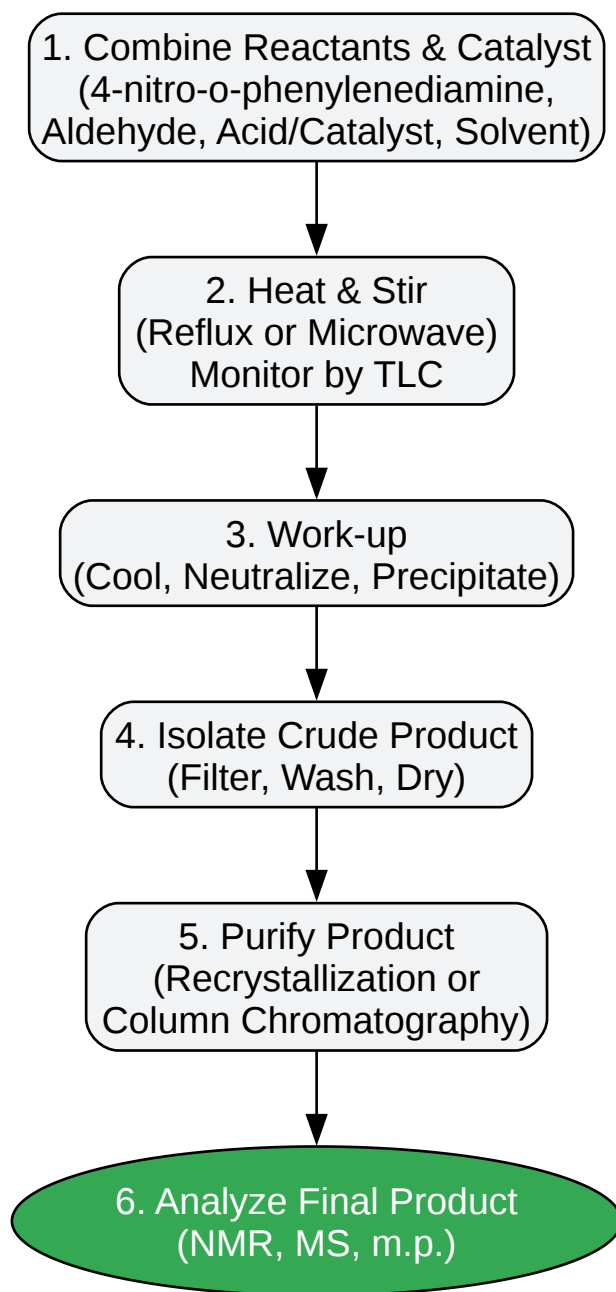 1. Combine Reactants & Catalyst
(4-nitro-o-phenylenediamine,
Aldehyde, Acid/Catalyst, Solvent)
2. Heat & Stir
(Reflux or Microwave)
Monitor by TLC
3. Work-up
(Cool, Neutralize, Precipitate)
4. Isolate Crude Product
(Filter, Wash, Dry)
5. Purify Product
(Recrystallization or
Column Chromatography)
6. Analyze Final Product
(NMR, MS, m.p.)